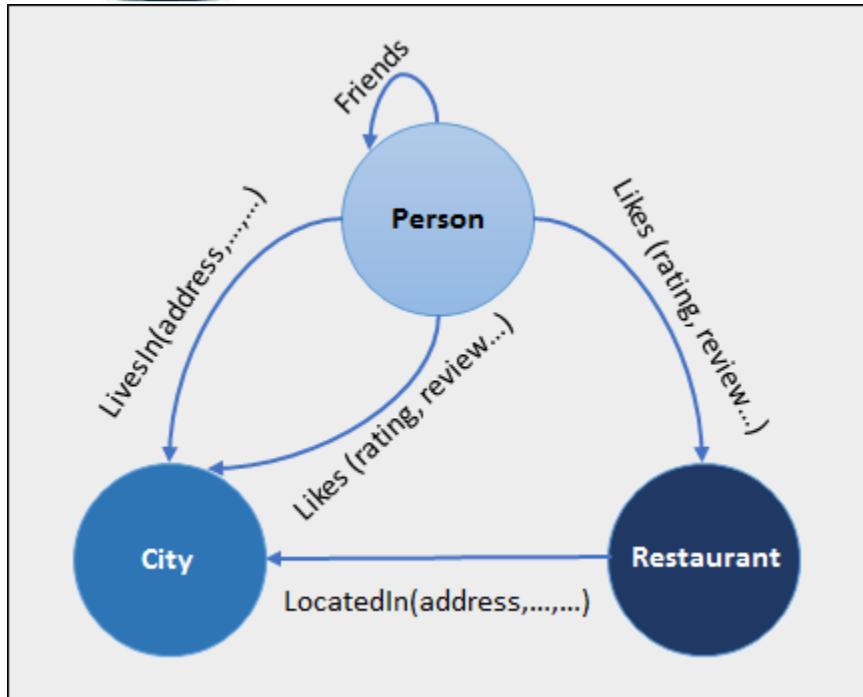 Friends
Person
LivesIn(address,...,...)
Likes (rating, review...)
Likes (rating, review...)
City
Restaurant
LocatedIn(address,...,...)